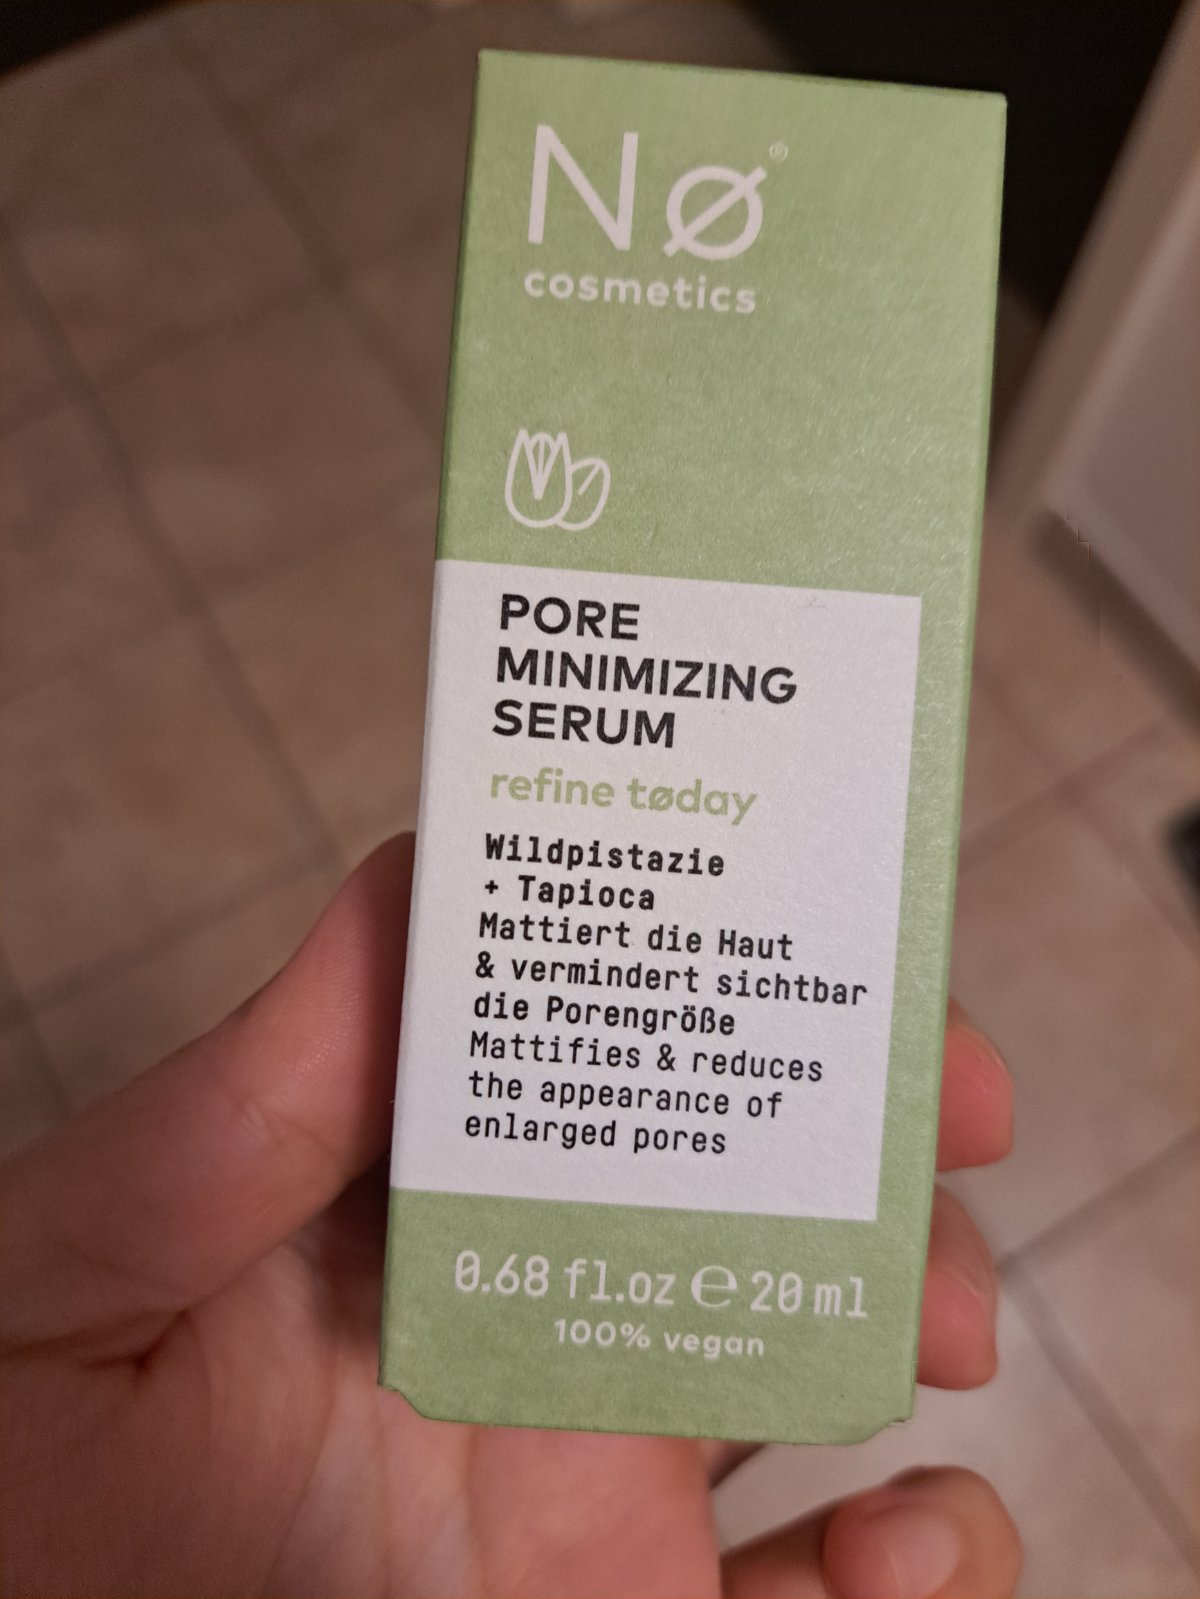 Nø®
cosmetics
PORE
MINIMIZING
SERUM
refine tøday
Wildpistazie
+ Tapioca
Mattiert die Haut
& vermindert sichtbar
die Porengröße
Mattifies & reduces
the appearance of
enlarged pores
0.68 fl.oz ℮ 20 ml
100% vegan